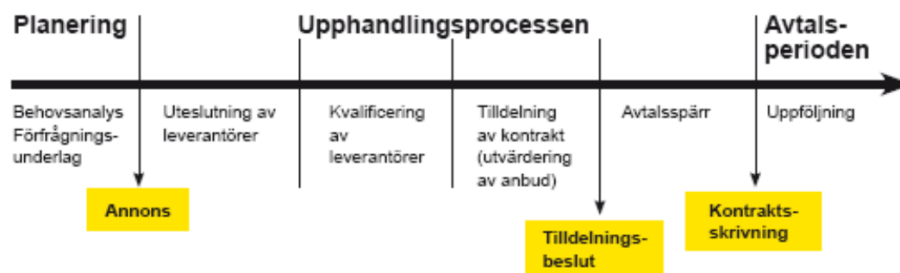 Planering
Upphandlingsprocessen
Avtals-
perioden
Behovsanalys
Förfrågnings-
underlag
Uteslutning av
leverantörer
Kvalificering
av
leverantörer
Tilldelning
av kontrakt
(utvärdering
av anbud)
Avtalsspärr
Uppföljning
Annons
Tilldelnings-
beslut
Kontrakts-
skrivning